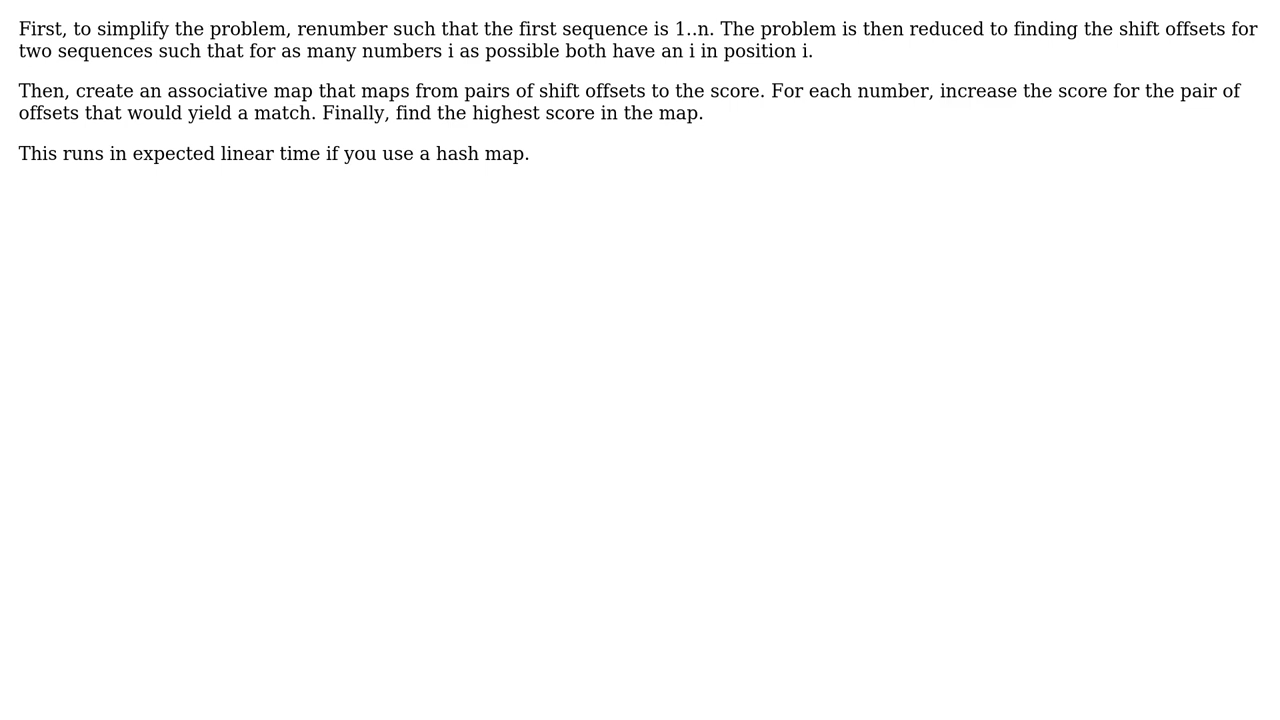 First, to simplify the problem, renumber such that the first sequence is 1..n. The problem is then reduced to finding the shift offsets for
two sequences such that for as many numbers i as possible both have an i in position i.
Then, create an associative map that maps from pairs of shift offsets to the score. For each number, increase the score for the pair of
offsets that would yield a match. Finally, find the highest score in the map.
This runs in expected linear time if you use a hash map.